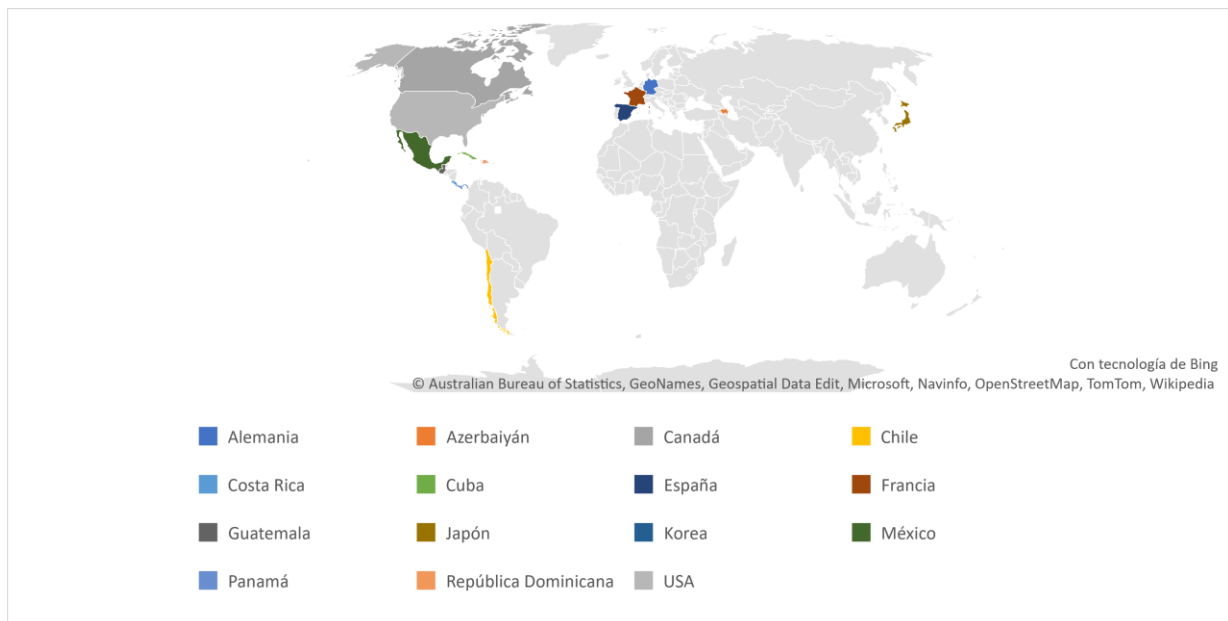 Con tecnología de Bing
© Australian Bureau of Statistics, GeoNames, Geospatial Data Edit, Microsoft, Navinfo, OpenStreetMap, TomTom, Wikipedia
Alemania Azerbaiyán Canadá Chile
Costa Rica Cuba España Francia
Guatemala Japón Korea México
Panamá República Dominicana USA